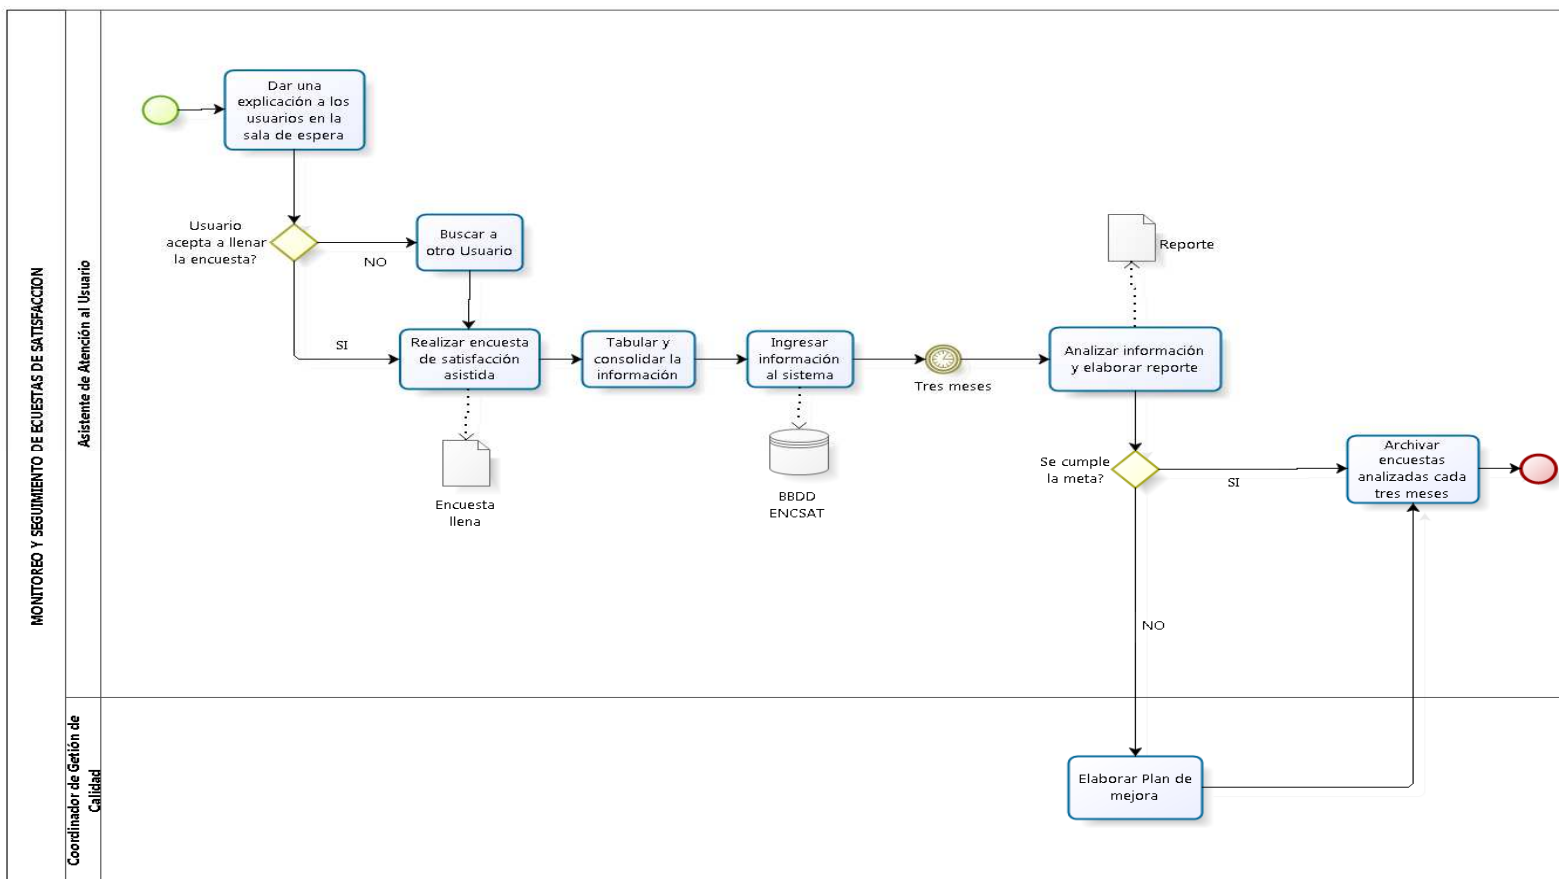 MONITOREO Y SEGUIMIENTO DE ECUESTAS DE SATISFACCION
Asistente de Atención al Usuario
Dar una
explicación a los
usuarios en la
sala de espera
Usuario
acepta a llenar
la encuesta?
NO
Buscar a
otro Usuario
SI
Realizar encuesta
de satisfacción
asistida
Encuesta
llena
Tabular y
consolidar la
información
Ingresar
información
al sistema
BBDD
ENCSAT
Tres meses
Analizar información
y elaborar reporte
Reporte
Se cumple
la meta?
SI
Archivar
encuestas
analizadas cada
tres meses
NO
Coordinador de Getión de
Calidad
Elaborar Plan de
mejora